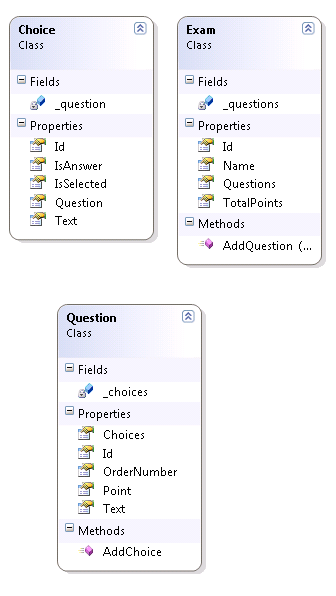 Choice
Class
Fields
_question
Properties
Id
IsAnswer
IsSelected
Question
Text
Exam
Class
Fields
_questions
Properties
Id
Name
Questions
TotalPoints
Methods
AddQuestion (...
Question
Class
Fields
_choices
Properties
Choices
Id
OrderNumber
Point
Text
Methods
AddChoice